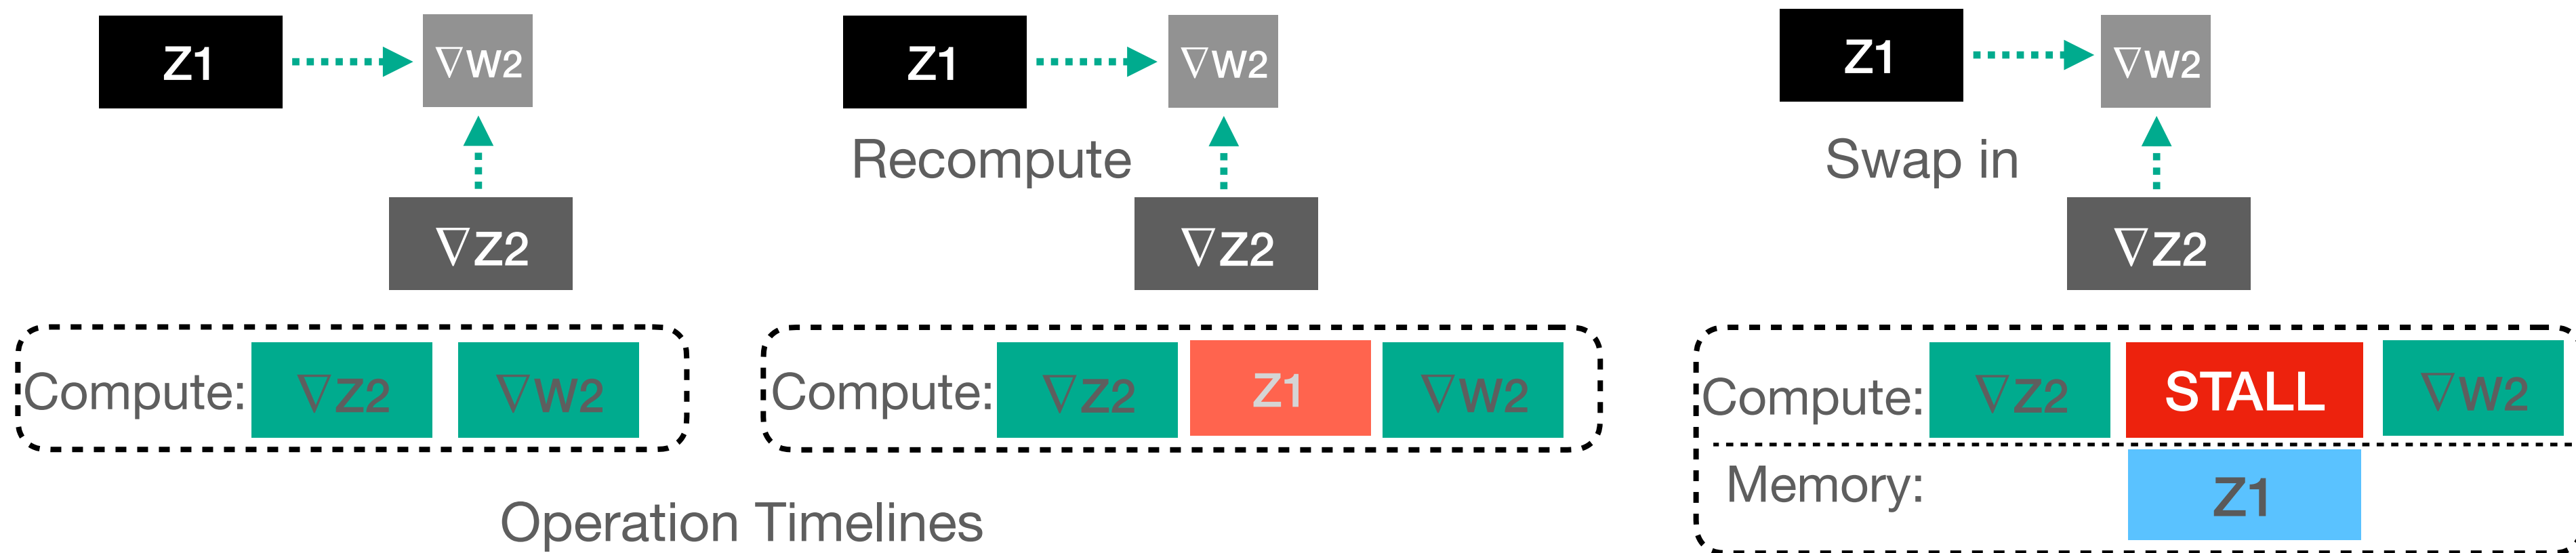 Z1
∇W2
∇Z2
Compute:
∇Z2
∇W2
Z1
∇W2
Recompute
∇Z2
Compute:
∇Z2
Z1
∇W2
Operation Timelines
Z1
∇W2
Swap in
∇Z2
Compute:
∇Z2
STALL
∇W2
Memory:
Z1